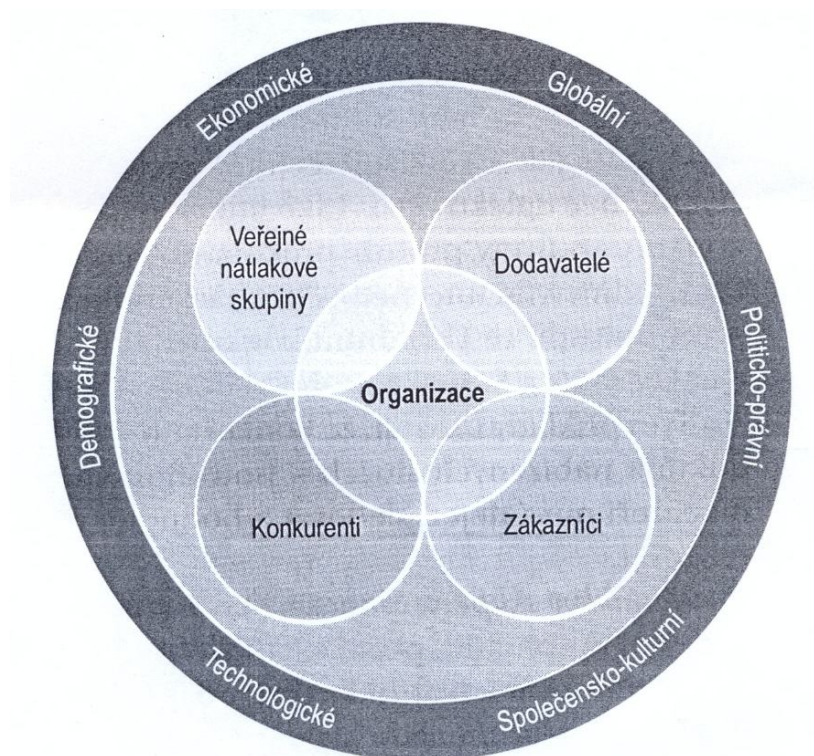 Ekonomické
Globální
Veřejné
nátlakové
skupiny
Dodavatelé
Demografické
Organizace
Politicko-právní
Konkurenti
Zákazníci
Technologické
Společensko-kulturní